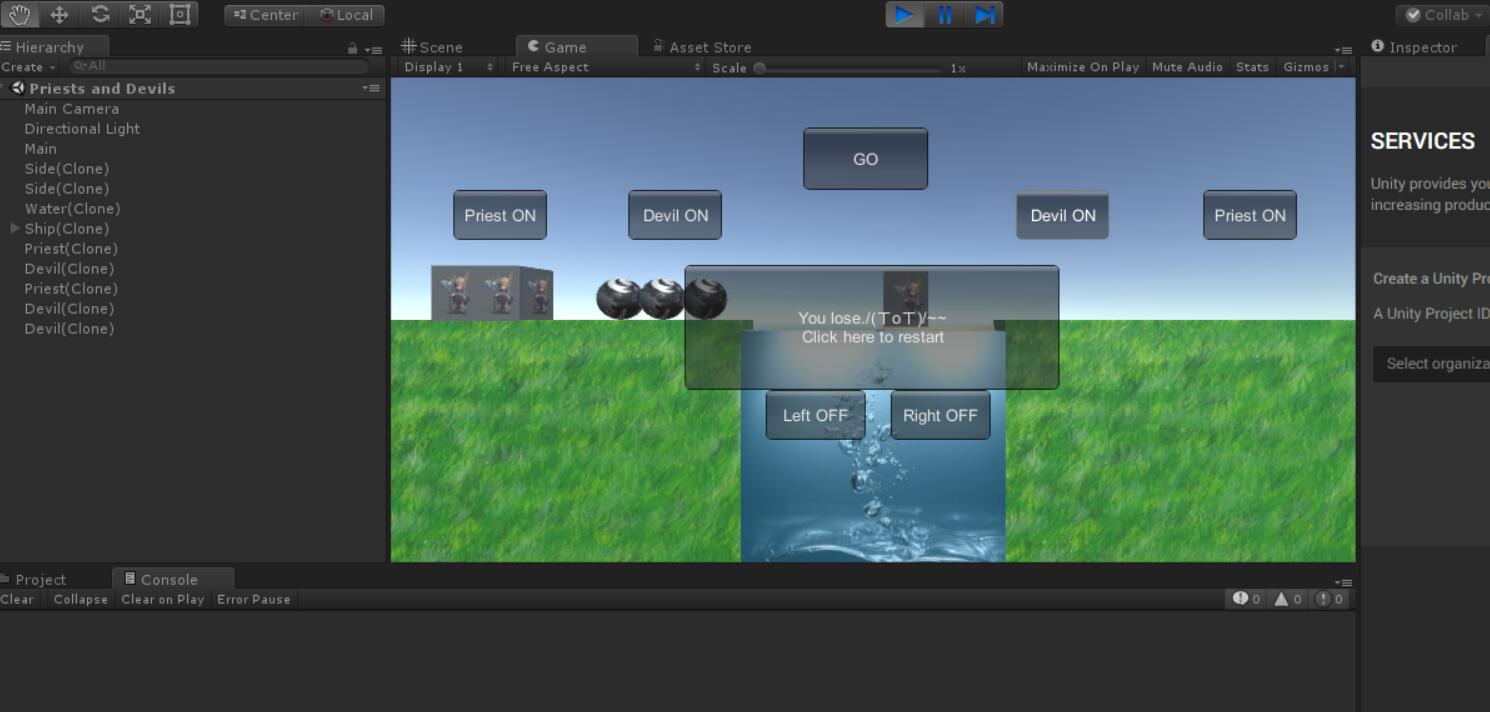 Center
Local
Collab
Hierarchy
Scene
Game
Asset Store
Inspector
Create
All
Display 1
Free Aspect
Scale
1x
Maximize On Play
Mute Audio
Stats
Gizmos
Priests and Devils
Main Camera
Directional Light
Main
Side(Clone)
Side(Clone)
Water(Clone)
Ship(Clone)
Priest(Clone)
Devil(Clone)
Priest(Clone)
Devil(Clone)
Devil(Clone)
GO
Priest ON
Devil ON
Devil ON
Priest ON
You lose./(ㄒoㄒ)/~~
Click here to restart
Left OFF
Right OFF
SERVICES
Unity provides you
increasing produc
Create a Unity Pro
A Unity Project ID
Select organiza
Project
Console
Clear
Collapse
Clear on Play
Error Pause
0
0
0